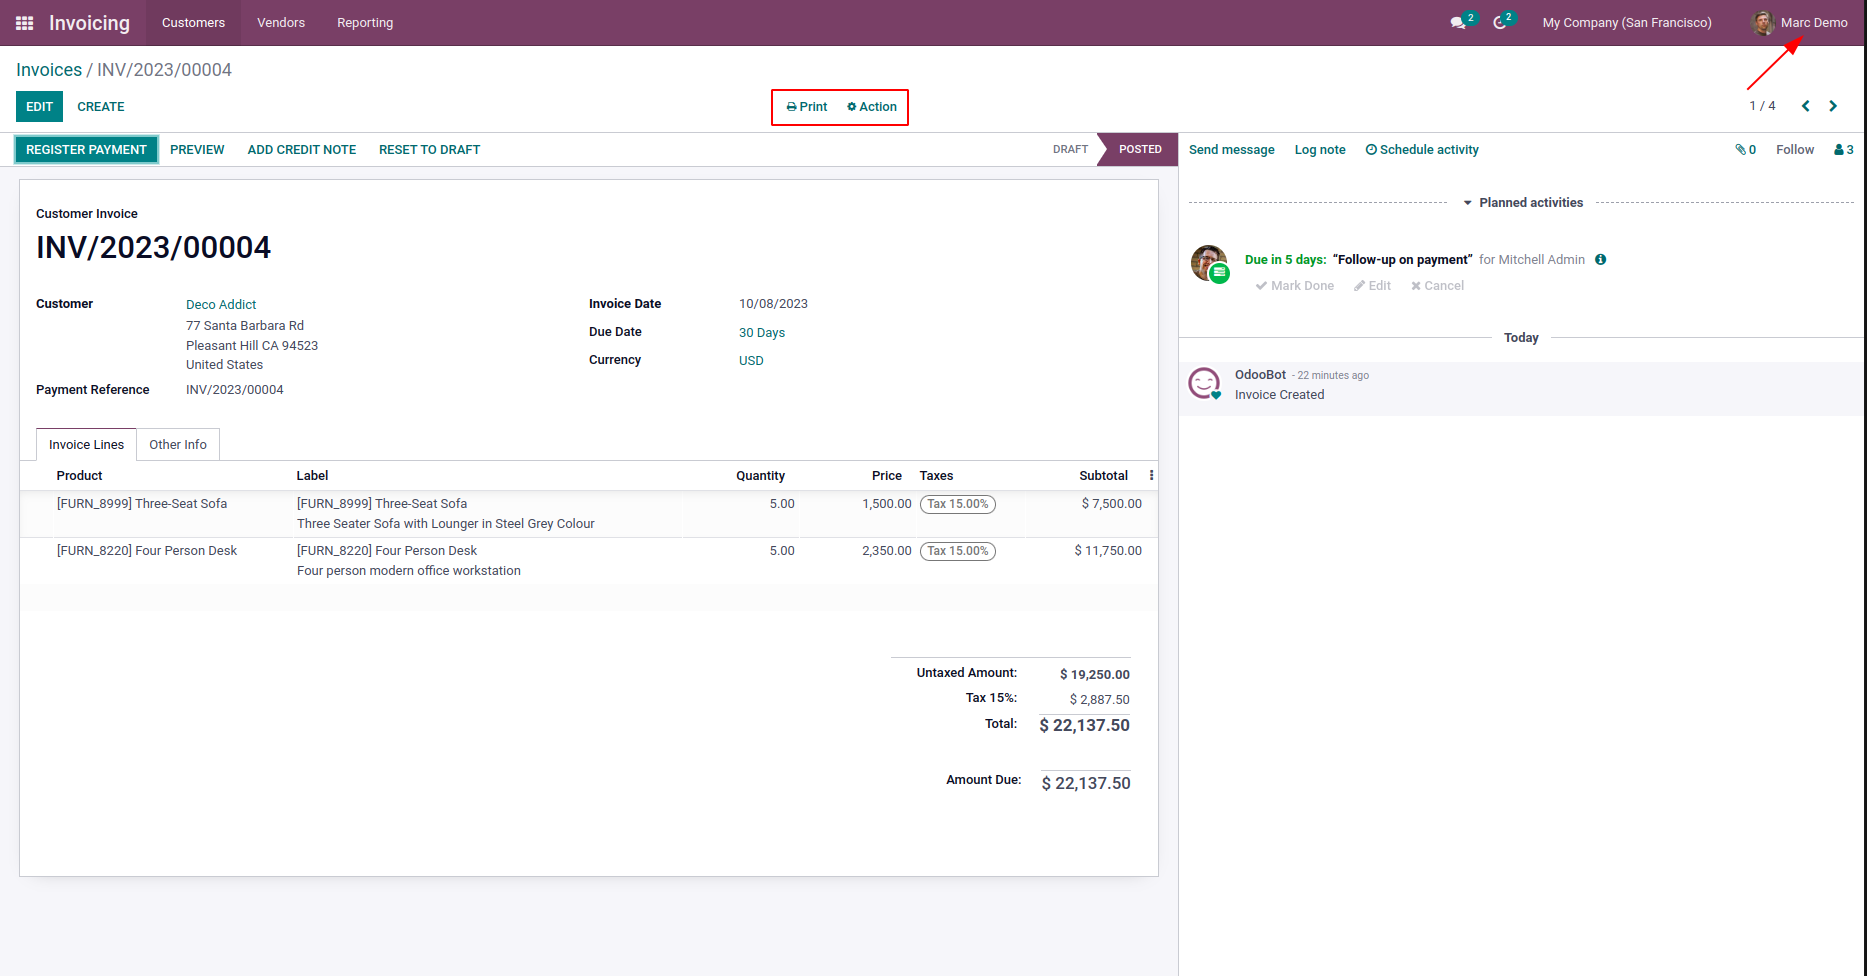 Invoicing Customers Vendors Reporting 2 2 My Company (San Francisco) Marc Demo
Invoices / INV/2023/00004
EDIT CREATE Print Action 1 / 4
REGISTER PAYMENT PREVIEW ADD CREDIT NOTE RESET TO DRAFT DRAFT POSTED Send message Log note Schedule activity 0 Follow 3
Customer Invoice
INV/2023/00004
Customer Deco Addict
77 Santa Barbara Rd
Pleasant Hill CA 94523
United States
Payment Reference INV/2023/00004
Invoice Date 10/08/2023
Due Date 30 Days
Currency USD
Invoice Lines Other Info
Product Label Quantity Price Taxes Subtotal
[FURN_8999] Three-Seat Sofa [FURN_8999] Three-Seat Sofa 5.00 1,500.00 Tax 15.00% $ 7,500.00
Three Seater Sofa with Lounger in Steel Grey Colour
[FURN_8220] Four Person Desk [FURN_8220] Four Person Desk 5.00 2,350.00 Tax 15.00% $ 11,750.00
Four person modern office workstation
Untaxed Amount: $ 19,250.00
Tax 15%: $ 2,887.50
Total: $ 22,137.50
Amount Due: $ 22,137.50
Planned activities
Due in 5 days: “Follow-up on payment” for Mitchell Admin
Mark Done Edit Cancel
Today
OdooBot - 22 minutes ago
Invoice Created